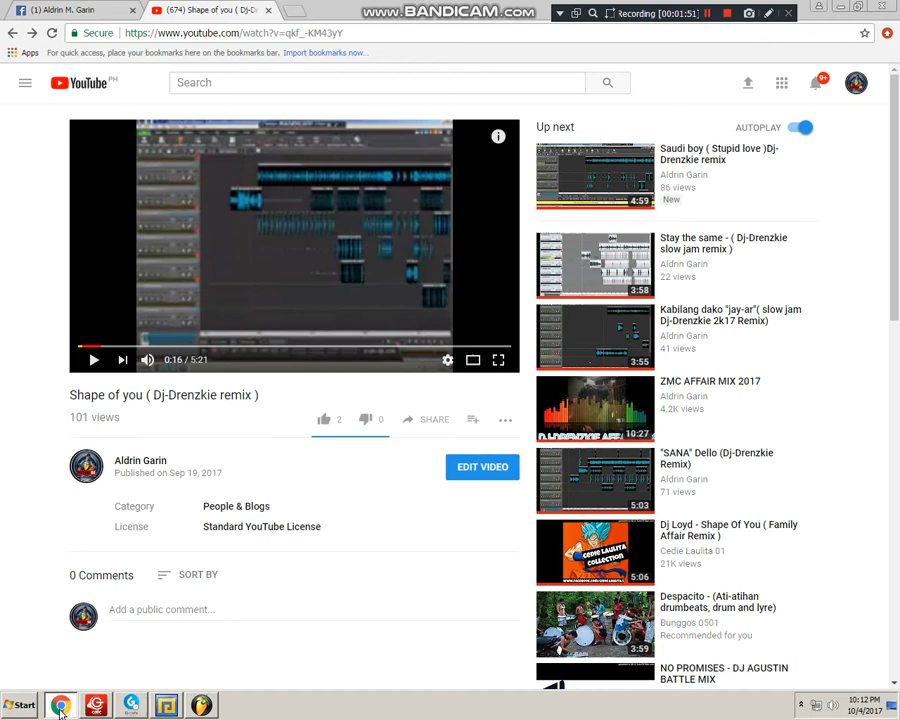 (1) Aldrin M. Garin
(674) Shape of you ( Dj-D
www.BANDICAM.com
Recording [00:01:51]
Secure
https://www.youtube.com/watch?v=qkf_-KM43yY
Apps
For quick access, place your bookmarks here on the bookmarks bar.
Import bookmarks now...
YouTube PH
Search
9+
Up next
AUTOPLAY
Saudi boy ( Stupid love )Dj-
Drenzkie remix
Aldrin Garin
86 views
New
4:59
Stay the same - ( Dj-Drenzkie
slow jam remix )
Aldrin Garin
22 views
3:58
Kabilang dako "jay-ar"( slow jam
Dj-Drenzkie 2k17 Remix)
Aldrin Garin
41 views
3:55
0:16 / 5:21
Shape of you ( Dj-Drenzkie remix )
101 views
2
0
SHARE
ZMC AFFAIR MIX 2017
Aldrin Garin
4.2K views
10:27
Aldrin Garin
Published on Sep 19, 2017
EDIT VIDEO
"SANA" Dello (Dj-Drenzkie
Remix)
Aldrin Garin
71 views
5:03
Category
People & Blogs
License
Standard YouTube License
Dj Loyd - Shape Of You ( Family
Affair Remix )
Cedie Laulita 01
21K views
CEDIE LAULITA
COLLECTION
5:06
0 Comments
SORT BY
Add a public comment...
Despacito - (Ati-atihan
drumbeats, drum and lyre)
Bunggos 0501
Recommended for you
3:59
NO PROMISES - DJ AGUSTIN
BATTLE MIX
Start
10:12 PM
10/4/2017